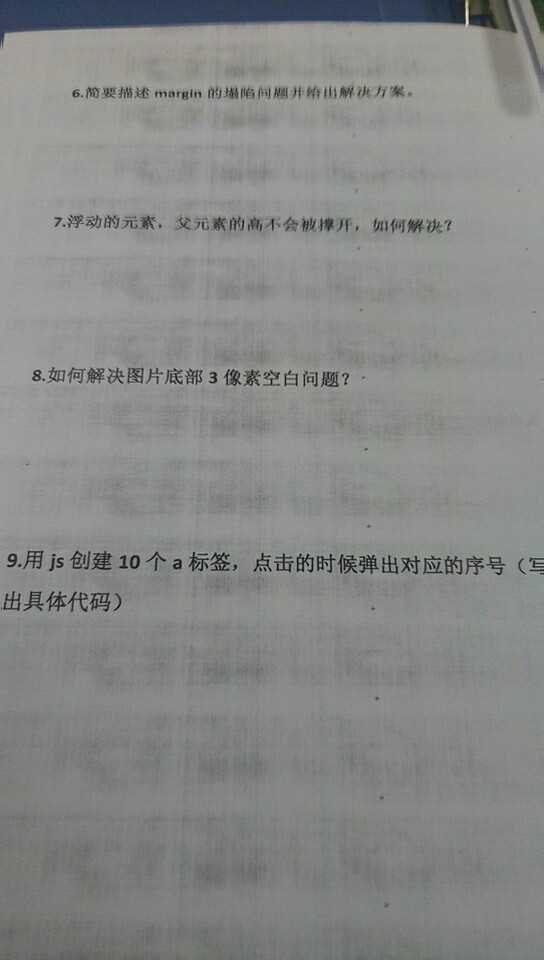 6.简要描述 margin 的塌陷问题并给出解决方案。
7.浮动的元素，父元素的高不会被撑开，如何解决？
8.如何解决图片底部 3 像素空白问题？
9.用 js 创建 10 个 a 标签，点击的时候弹出对应的序号（写
出具体代码）